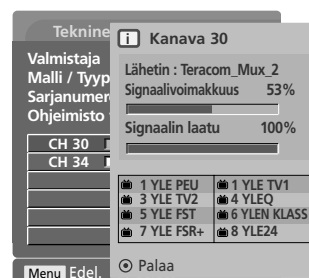 Teknine
Valmistaja
Malli / Tyyp
Sarjanumer
Ohjeimisto
CH 30
CH 34
Menu Edel.
i Kanava 30
Lähetin : Teracom_Mux_2
Signaalivoimakkuus 53%
Signaalin laatu 100%
1 YLE PEU 1 YLE TV1
3 YLE TV2 4 YLEQ
5 YLE FST 6 YLEN KLASS
7 YLE FSR+ 8 YLE24
Palaa